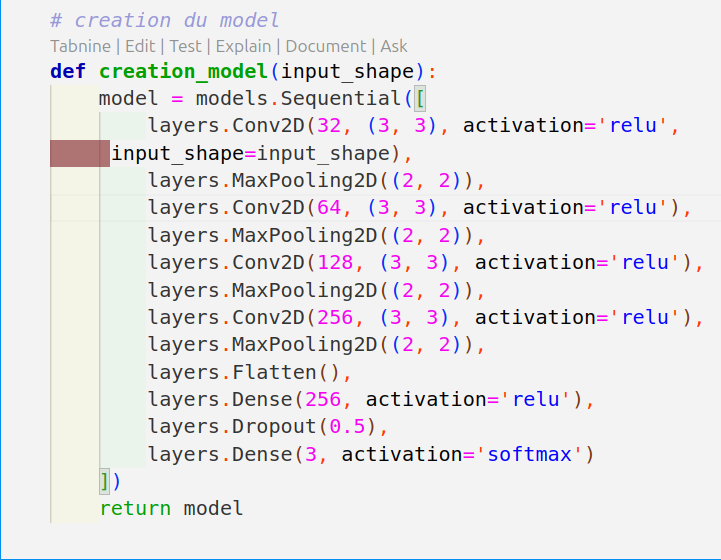 # creation du model
Tabnine | Edit | Test | Explain | Document | Ask
def creation_model(input_shape):
    model = models.Sequential([
        layers.Conv2D(32, (3, 3), activation='relu',
     input_shape=input_shape),
        layers.MaxPooling2D((2, 2)),
        layers.Conv2D(64, (3, 3), activation='relu'),
        layers.MaxPooling2D((2, 2)),
        layers.Conv2D(128, (3, 3), activation='relu'),
        layers.MaxPooling2D((2, 2)),
        layers.Conv2D(256, (3, 3), activation='relu'),
        layers.MaxPooling2D((2, 2)),
        layers.Flatten(),
        layers.Dense(256, activation='relu'),
        layers.Dropout(0.5),
        layers.Dense(3, activation='softmax')
    ])
    return model